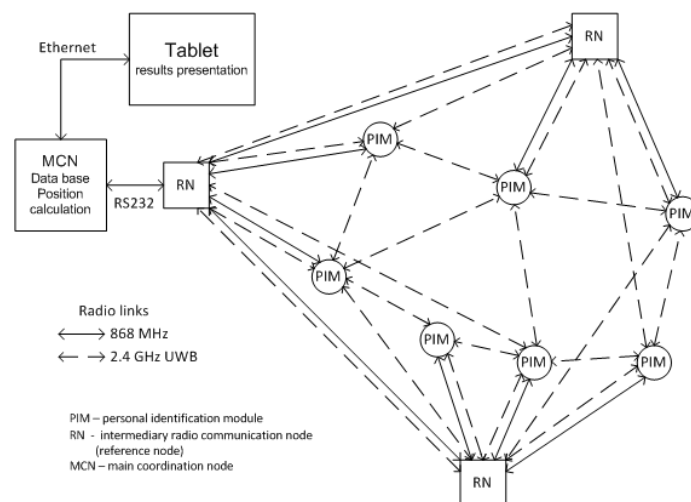 Ethernet
Tablet
results presentation
RN
MCN
Data base
Position
calculation
RS232
RN
PIM
PIM
PIM
PIM
PIM
PIM
PIM
Radio links
868 MHz
2.4 GHz UWB
PIM – personal identification module
RN - intermediary radio communication node
(reference node)
MCN – main coordination node
RN